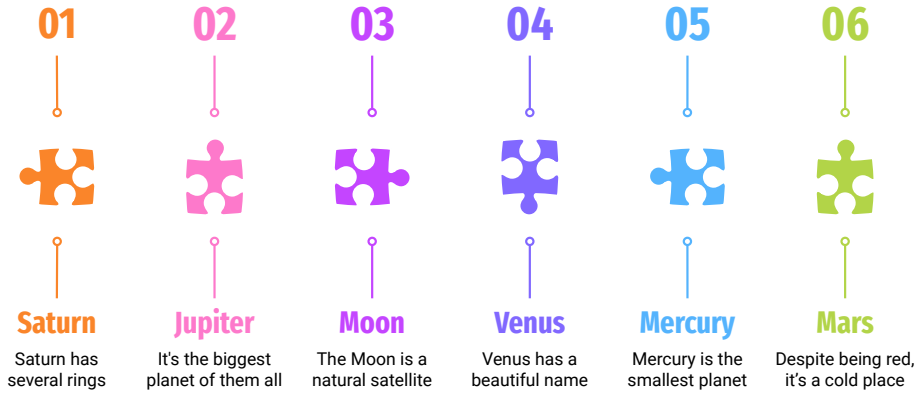 01
02
03
04
05
06
Saturn
Jupiter
Moon
Venus
Mercury
Mars
Saturn has
several rings
It's the biggest
planet of them all
The Moon is a
natural satellite
Venus has a
beautiful name
Mercury is the
smallest planet
Despite being red,
it’s a cold place